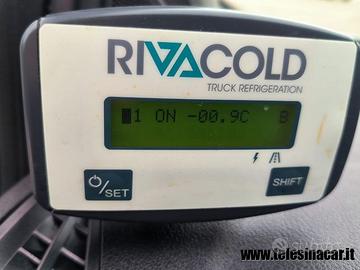 RIVACOLD
TRUCK REFRIGERATION
1 ON -00.9C B
/SET
SHIFT
www.telesinacar.it